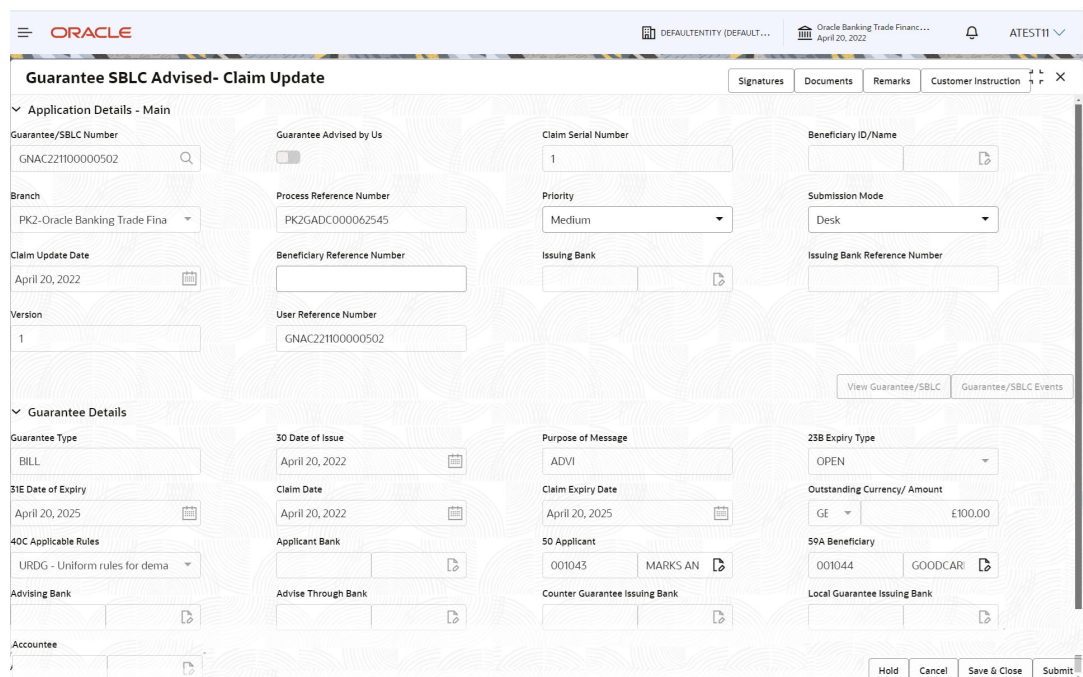 ORACLE
DEFAULTENTITY (DEFAULT...
Oracle Banking Trade Financ...
April 20, 2022
ATEST11
Guarantee SBLC Advised- Claim Update
Signatures
Documents
Remarks
Customer Instruction
Application Details - Main
Guarantee/SBLC Number
Guarantee Advised by Us
Claim Serial Number
Beneficiary ID/Name
GNAC221100000502
1
Branch
Process Reference Number
Priority
Submission Mode
PK2-Oracle Banking Trade Fina
PK2GADC000062545
Medium
Desk
Claim Update Date
Beneficiary Reference Number
Issuing Bank
Issuing Bank Reference Number
April 20, 2022
Version
User Reference Number
1
GNAC221100000502
View Guarantee/SBLC
Guarantee/SBLC Events
Guarantee Details
Guarantee Type
30 Date of Issue
Purpose of Message
23B Expiry Type
BILL
April 20, 2022
ADVI
OPEN
31E Date of Expiry
Claim Date
Claim Expiry Date
Outstanding Currency/ Amount
April 20, 2025
April 20, 2022
April 20, 2025
£100.00
40C Applicable Rules
Applicant Bank
50 Applicant
59A Beneficiary
URDG - Uniform rules for dema
001043
MARKS AN
001044
GOODCAR
Advising Bank
Advise Through Bank
Counter Guarantee Issuing Bank
Local Guarantee Issuing Bank
Accountee
Hold
Cancel
Save & Close
Submit